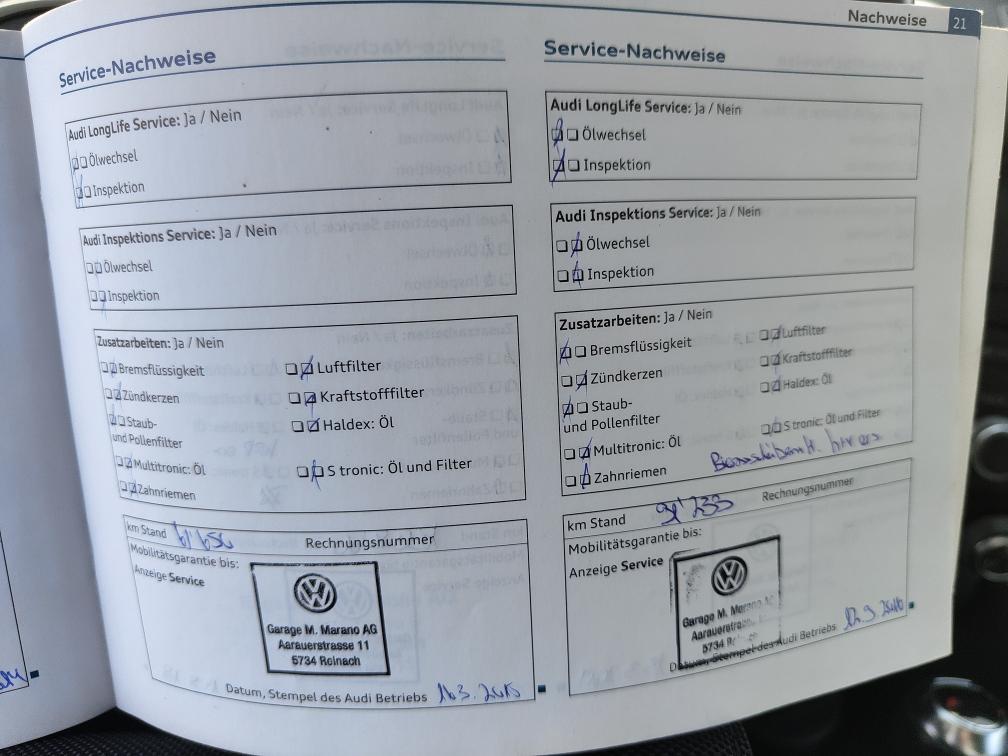 Nachweise 21
Service-Nachweise
Audi LongLife Service: Ja / Nein
Ölwechsel
Inspektion
Audi Inspektions Service: Ja / Nein
Ölwechsel
Inspektion
Zusatzarbeiten: Ja / Nein
Bremsflüssigkeit
Luftfilter
Zündkerzen
Kraftstofffilter
Staub-
und Pollenfilter
Haldex: Öl
Multitronic: Öl
S tronic: Öl und Filter
Zahnriemen
km Stand
Rechnungsnummer
Mobilitätsgarantie bis:
Anzeige Service
Garage M. Marano AG
Aarauerstrasse 11
5734 Reinach
Datum, Stempel des Audi Betriebs
Service-Nachweise
Audi LongLife Service: Ja / Nein
Ölwechsel
Inspektion
Audi Inspektions Service: Ja / Nein
Ölwechsel
Inspektion
Zusatzarbeiten: Ja / Nein
Bremsflüssigkeit
Luftfilter
Zündkerzen
Kraftstofffilter
Staub-
und Pollenfilter
Haldex: Öl
Multitronic: Öl
S tronic: Öl und Filter
Zahnriemen
km Stand
Rechnungsnummer
Mobilitätsgarantie bis:
Anzeige Service
Garage M. Marano AG
5734
Datum, Stempel des Audi Betriebs